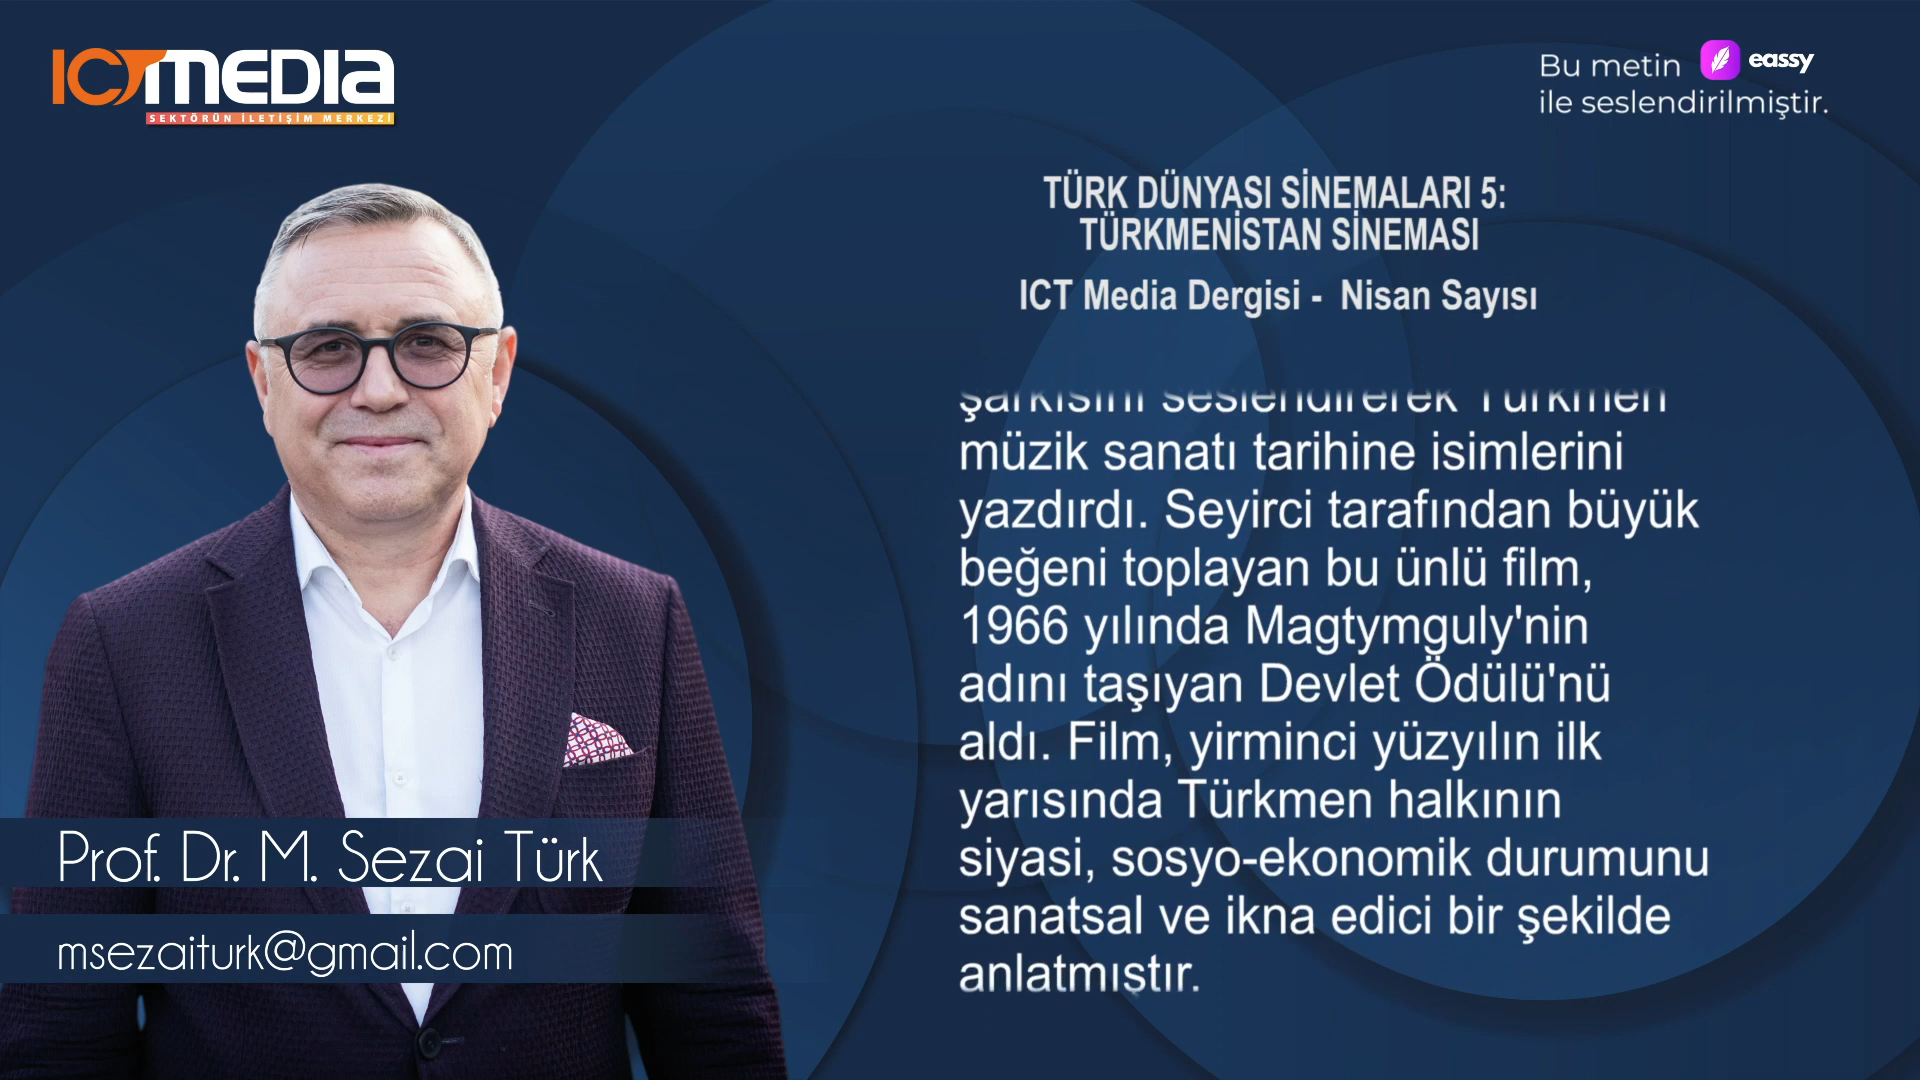 ICTMEDIA
SEKTÖRÜN İLETİŞİM MERKEZİ
Bu metin eassy
ile seslendirilmiştir.
TÜRK DÜNYASI SİNEMALARI 5:
TÜRKMENİSTAN SİNEMASI
ICT Media Dergisi - Nisan Sayısı
şarkısını seslendirerek Türkmen
müzik sanatı tarihine isimlerini
yazdırdı. Seyirci tarafından büyük
beğeni toplayan bu ünlü film,
1966 yılında Magtymguly'nin
adını taşıyan Devlet Ödülü'nü
aldı. Film, yirminci yüzyılın ilk
yarısında Türkmen halkının
siyasi, sosyo-ekonomik durumunu
sanatsal ve ikna edici bir şekilde
anlatmıştır.
Prof. Dr. M. Sezai Türk
msezaiturk@gmail.com